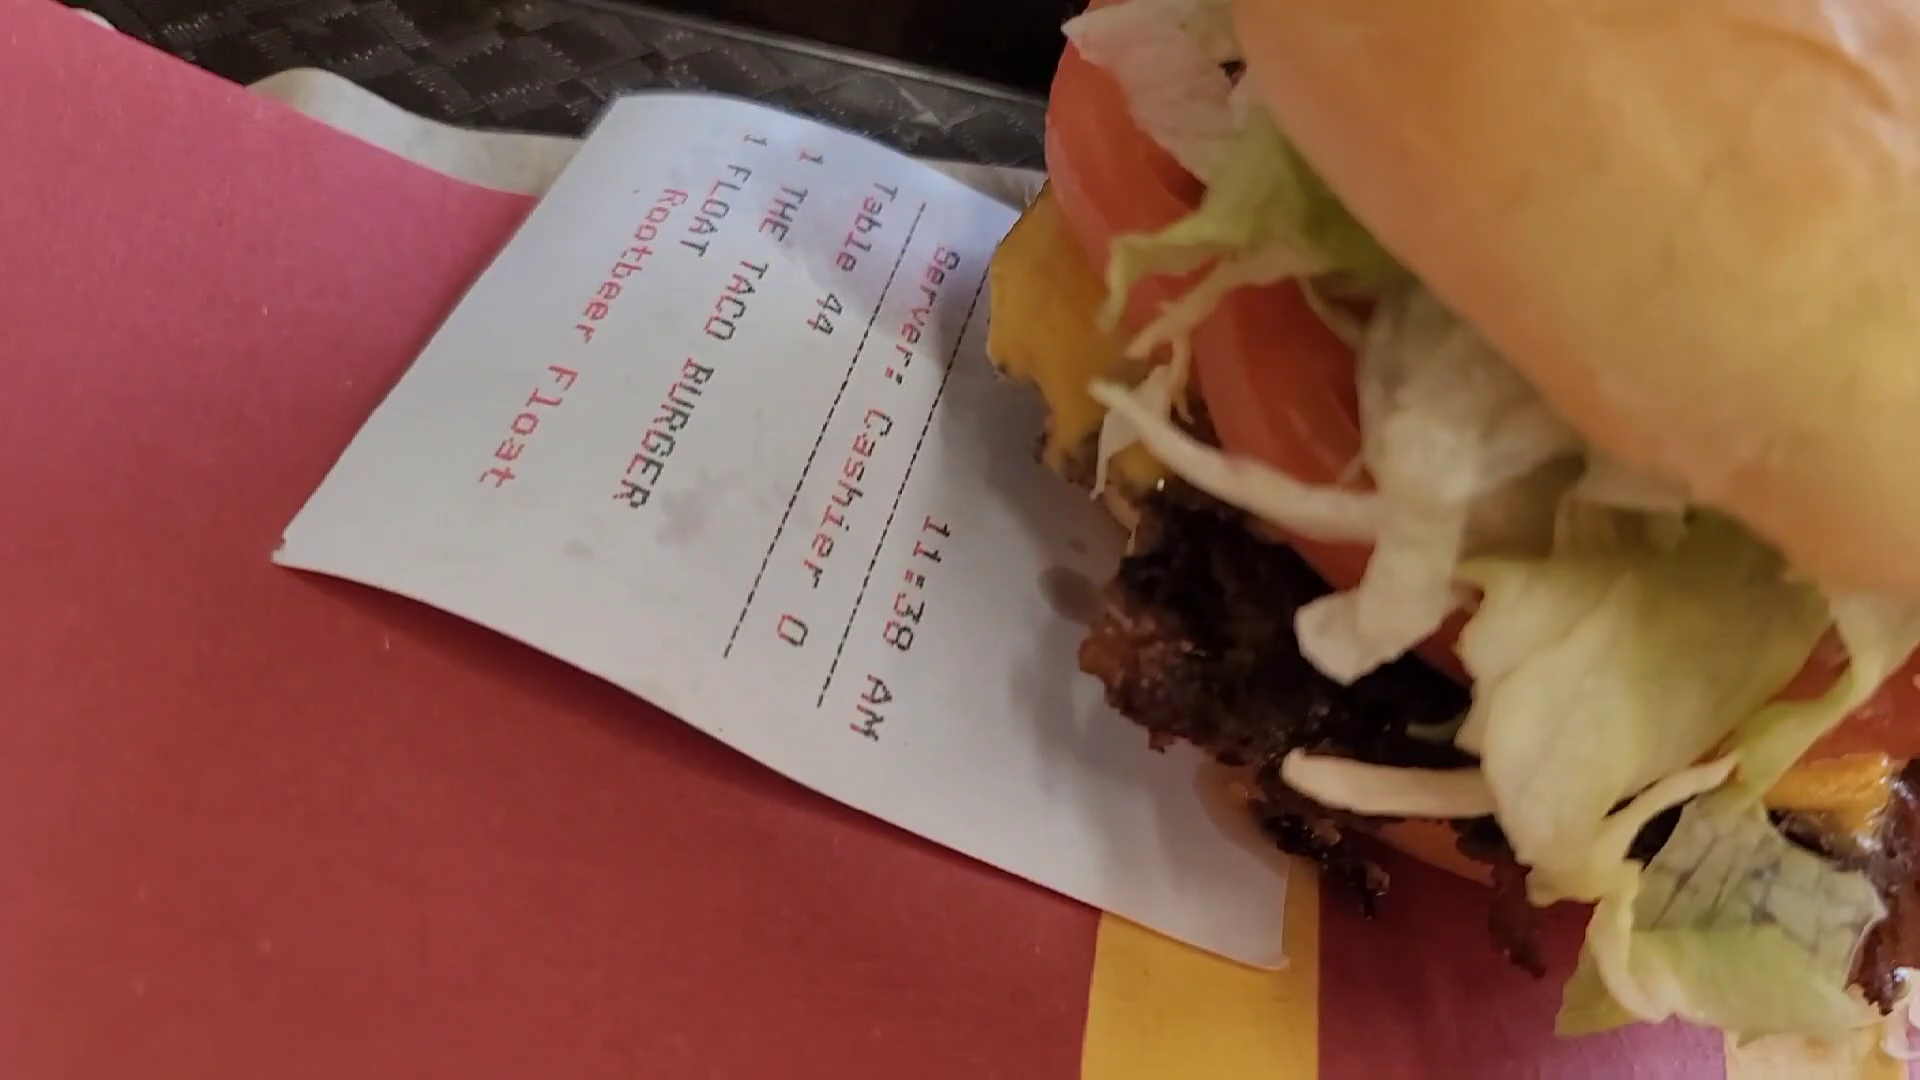 11:38 AM
Server: Cashier 0
Table 44
1 THE TACO BURGER
1 FLOAT
Rootbeer Float